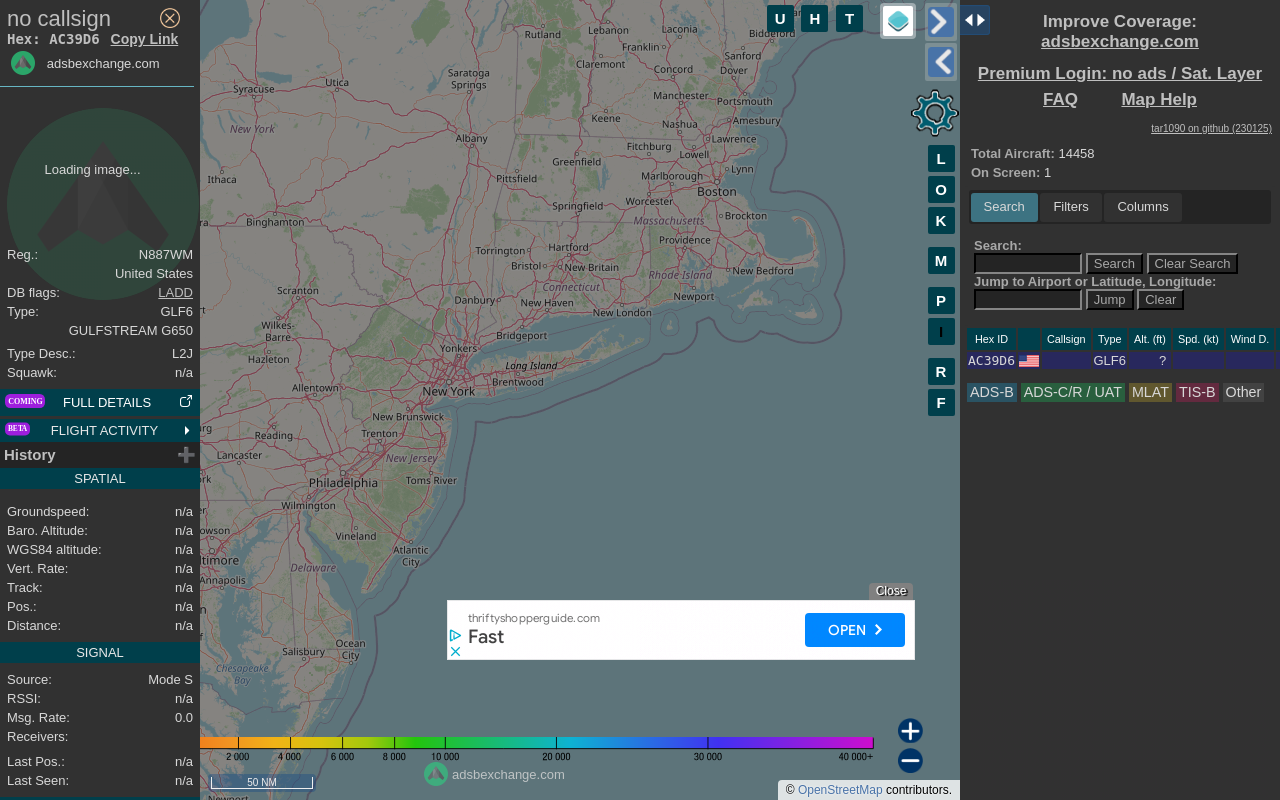 no callsign
Hex: AC39D6 Copy Link
adsbexchange.com
Loading image...
Reg.: N887WM
United States
DB flags: LADD
Type: GLF6
GULFSTREAM G650
Type Desc.: L2J
Squawk: n/a
COMING FULL DETAILS
BETA FLIGHT ACTIVITY
History
SPATIAL
Groundspeed: n/a
Baro. Altitude: n/a
WGS84 altitude: n/a
Vert. Rate: n/a
Track: n/a
Pos.: n/a
Distance: n/a
SIGNAL
Source: Mode S
RSSI: n/a
Msg. Rate: 0.0
Receivers:
Last Pos.: n/a
Last Seen: n/a
U H T
L
O
K
M
P
I
R
F
Rutland
Lebanon
Laconia
Biddeford
Franklin
Claremont
Sanford
Concord
Dover
Utica
Syracuse
Saratoga
Springs
Manchester
Portsmouth
Keene
Nashua
Amesbury
New York
Albany
Fitchburg
Lawrence
Greenfield
Lowell
Ithaca
Pittsfield
Marlborough
Lynn
Boston
Worcester
Springfield
Massachusetts
Brockton
Binghamton
Torrington
Hartford
Providence
Bristol
New Britain
Rhode Island
New Bedford
Connecticut
Scranton
Danbury
New Haven
Newport
New London
Wilkes-
Barre
Bridgeport
Yonkers
Hazleton
Long Island
Brentwood
Allentown
New York
New Brunswick
Reading
Trenton
Lancaster
New Jersey
Toms River
Philadelphia
Wilmington
Vineland
Atlantic
City
Delaware
Annapolis
Ocean
City
Salisbury
Chesapeake
Bay
Close
thriftyshopperguide.com
Fast
OPEN
2 000 4 000 6 000 8 000 10 000 20 000 30 000 40 000+
adsbexchange.com
50 NM
© OpenStreetMap contributors.
Improve Coverage:
adsbexchange.com
Premium Login: no ads / Sat. Layer
FAQ Map Help
tar1090 on github (230125)
Total Aircraft: 14458
On Screen: 1
Search Filters Columns
Search:
Search Clear Search
Jump to Airport or Latitude, Longitude:
Jump Clear
Hex ID Callsign Type Alt. (ft) Spd. (kt) Wind D.
AC39D6 GLF6 ?
ADS-B ADS-C/R / UAT MLAT TIS-B Other